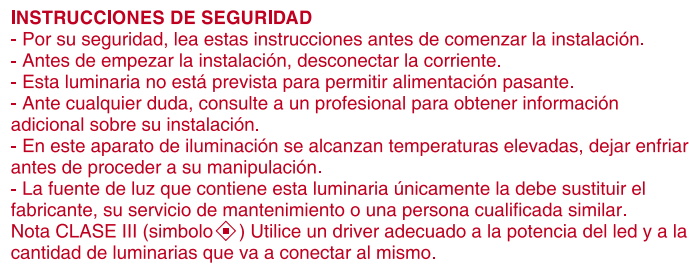 INSTRUCCIONES DE SEGURIDAD
- Por su seguridad, lea estas instrucciones antes de comenzar la instalación.
- Antes de empezar la instalación, desconectar la corriente.
- Esta luminaria no está prevista para permitir alimentación pasante.
- Ante cualquier duda, consulte a un profesional para obtener información
adicional sobre su instalación.
- En este aparato de iluminación se alcanzan temperaturas elevadas, dejar enfriar
antes de proceder a su manipulación.
- La fuente de luz que contiene esta luminaria únicamente la debe sustituir el
fabricante, su servicio de mantenimiento o una persona cualificada similar.
Nota CLASE III (simbolo ) Utilice un driver adecuado a la potencia del led y a la
cantidad de luminarias que va a conectar al mismo.